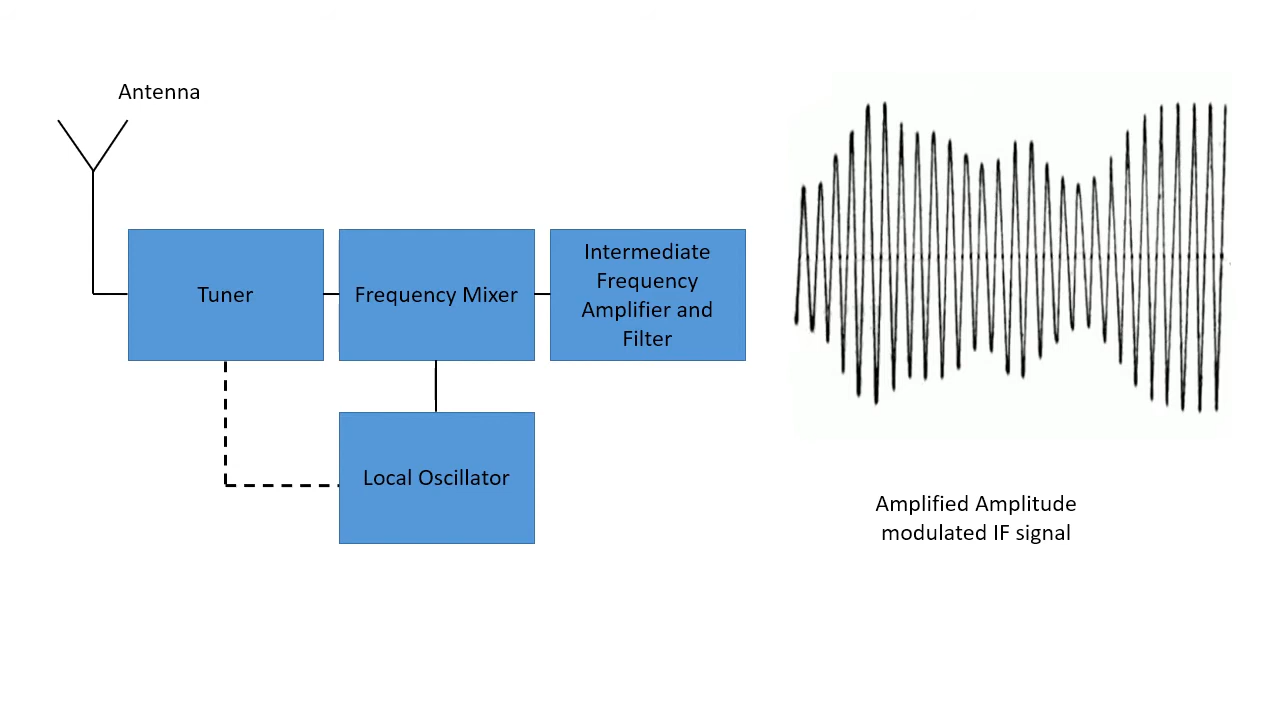 Antenna
Tuner
Frequency Mixer
Intermediate
Frequency
Amplifier and
Filter
Local Oscillator
Amplified Amplitude
modulated IF signal